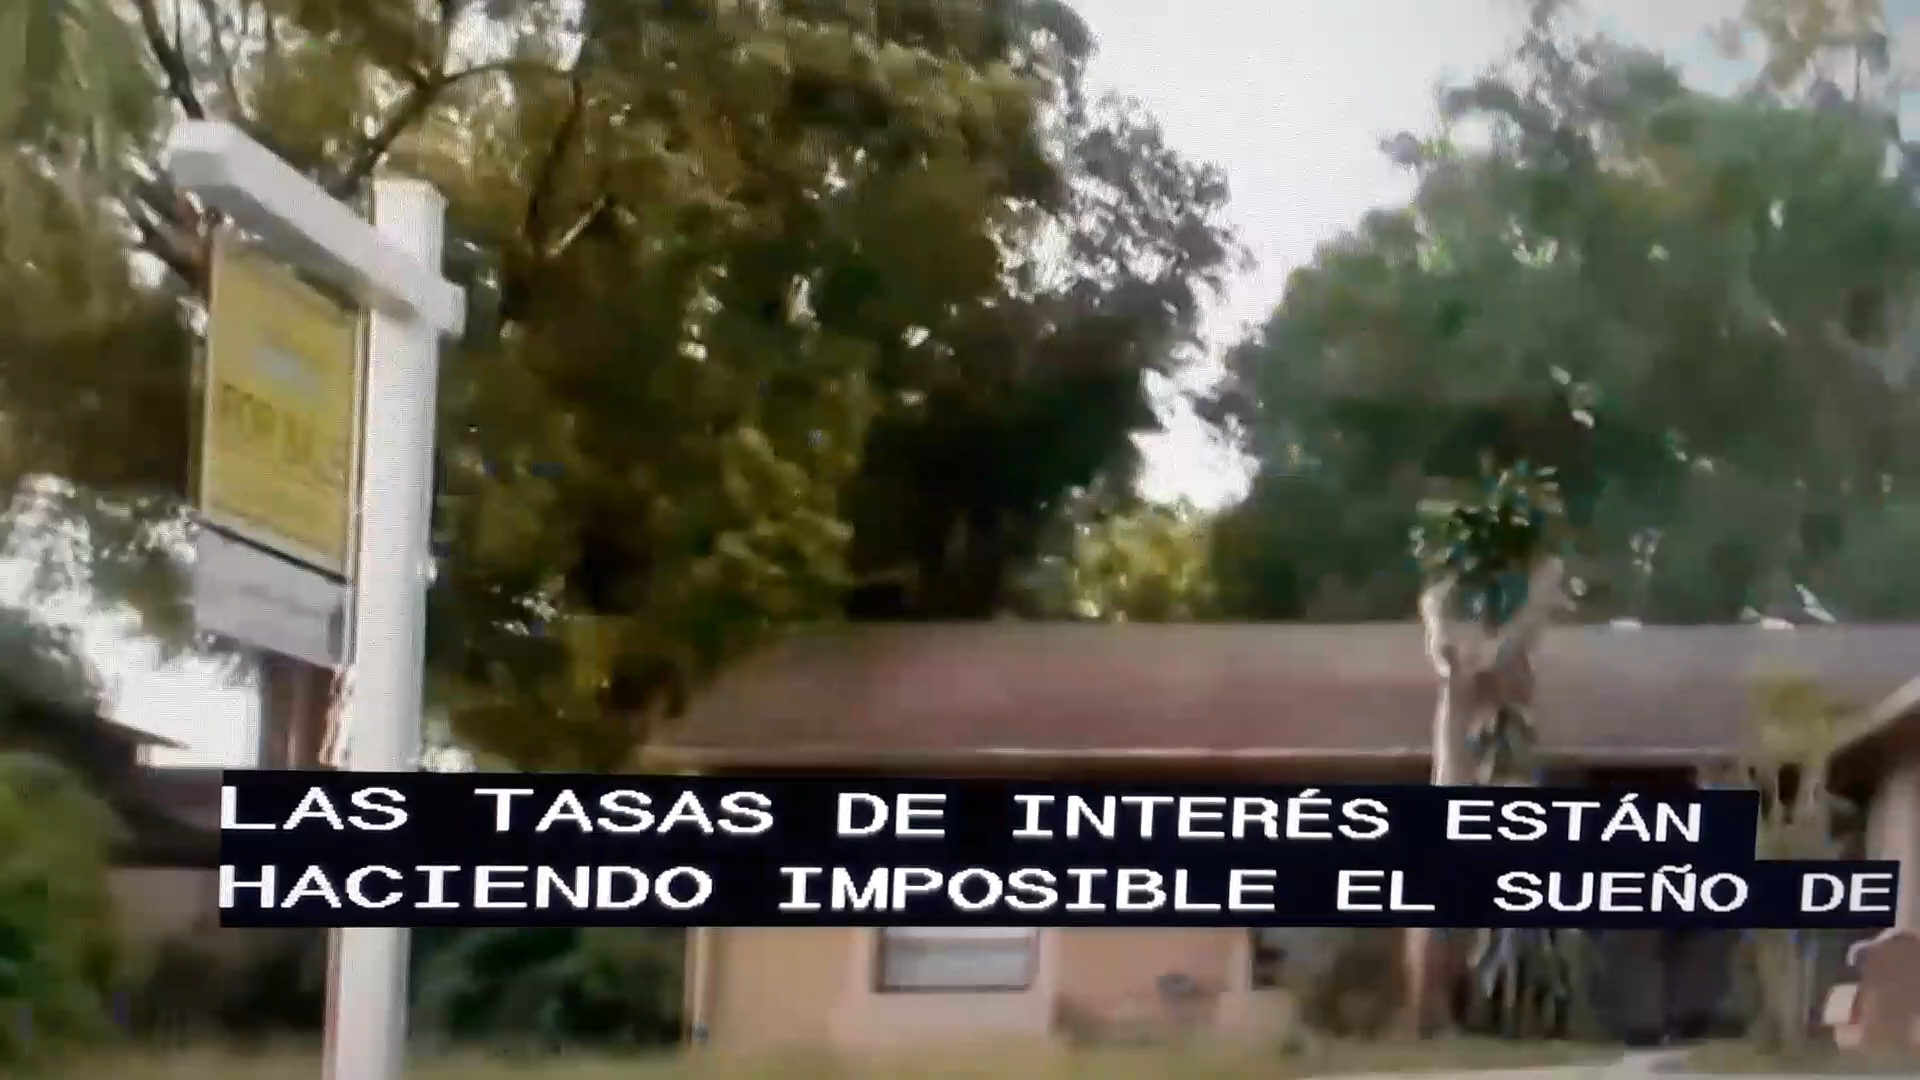 LAS TASAS DE INTERÉS ESTÁN
HACIENDO IMPOSIBLE EL SUEÑO DE